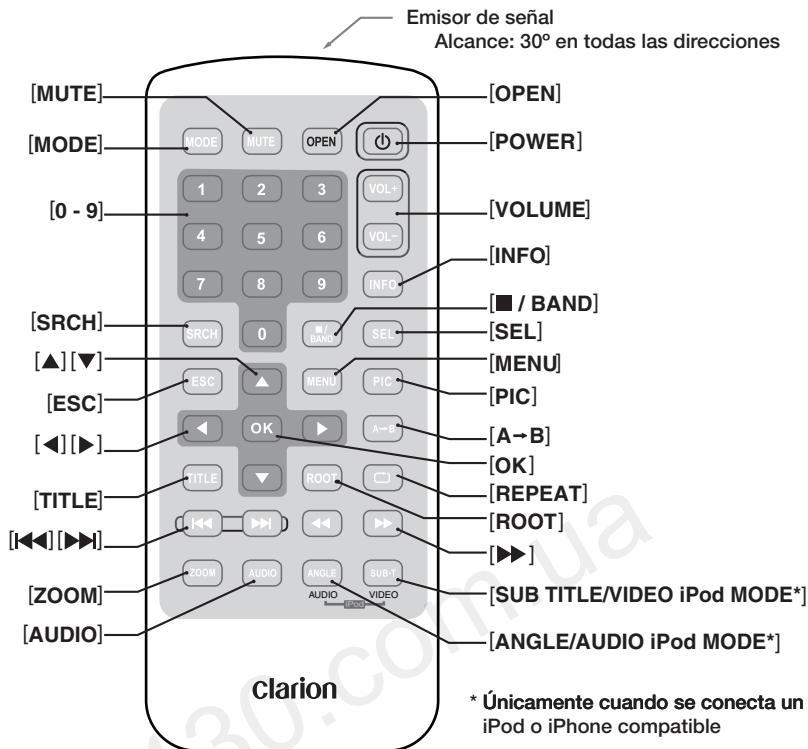 Emisor de señal
Alcance: 30º en todas las direcciones
[MUTE]
[OPEN]
[MODE]
[POWER]
MODE MUTE OPEN
1 2 3 VOL+
[0 - 9]
[VOLUME]
4 5 6 VOL−
[INFO]
7 8 9 INFO
[■ / BAND]
[SRCH]
[SEL]
SRCH 0 ■/ BAND SEL
[▲][▼]
[MENU]
ESC ▲ MENU PIC
[ESC]
[PIC]
[◀][▶]
◀ OK ▶ A→B
[A→B]
[OK]
TITLE ▼ ROOT
[TITLE]
[REPEAT]
[ROOT]
[|◀◀][▶▶|]
|◀◀ ▶▶| ◀◀ ▶▶
[▶▶]
ZOOM AUDIO ANGLE SUB-T
[ZOOM]
[SUB TITLE/VIDEO iPod MODE*]
AUDIO VIDEO
iPod
[AUDIO]
[ANGLE/AUDIO iPod MODE*]
clarion
* Únicamente cuando se conecta un
iPod o iPhone compatible
130.com.ua